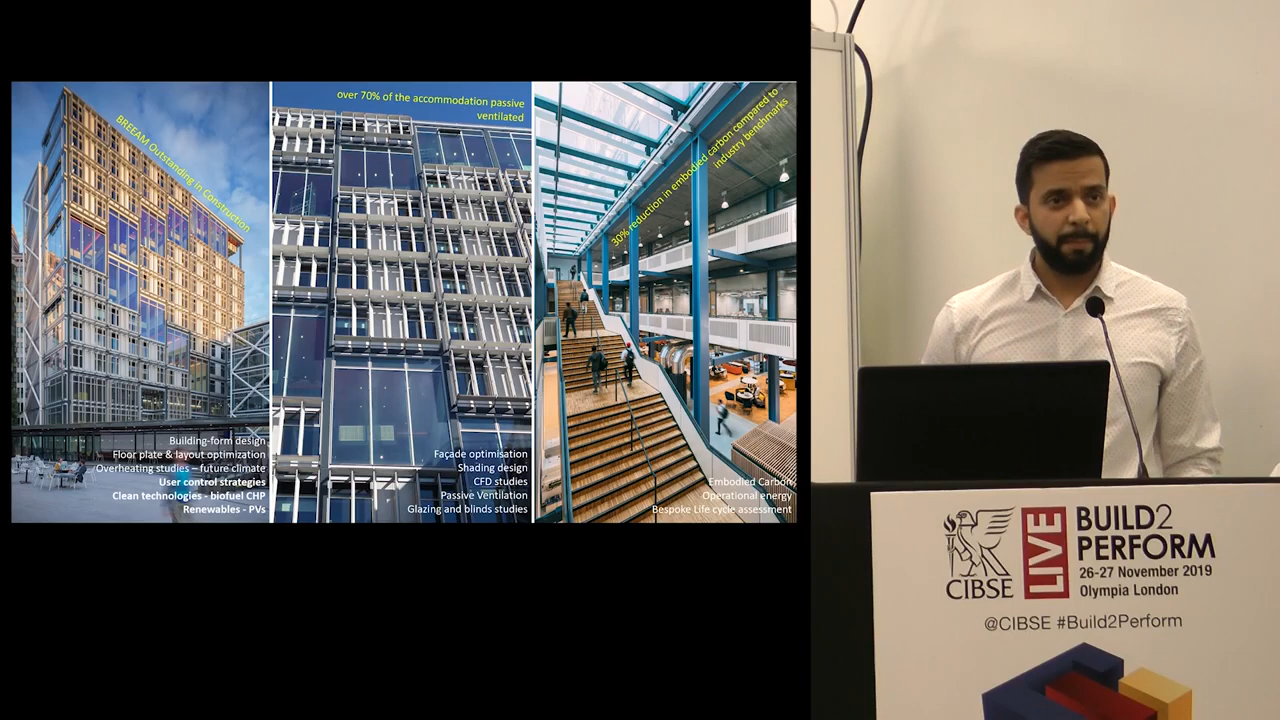 BREEAM Outstanding in Construction
Building-form design
Floor plate & layout optimization
Overheating studies – future climate
User control strategies
Clean technologies - biofuel CHP
Renewables - PVs
over 70% of the accommodation passive
ventilated
Façade optimisation
Shading design
CFD studies
Passive Ventilation
Glazing and blinds studies
30% reduction in embodied carbon compared to
industry benchmarks
Embodied Carbon
Operational energy
Bespoke Life cycle assessment
CIBSE
LIVE
BUILD2
PERFORM
26-27 November 2019
Olympia London
@CIBSE #Build2Perform